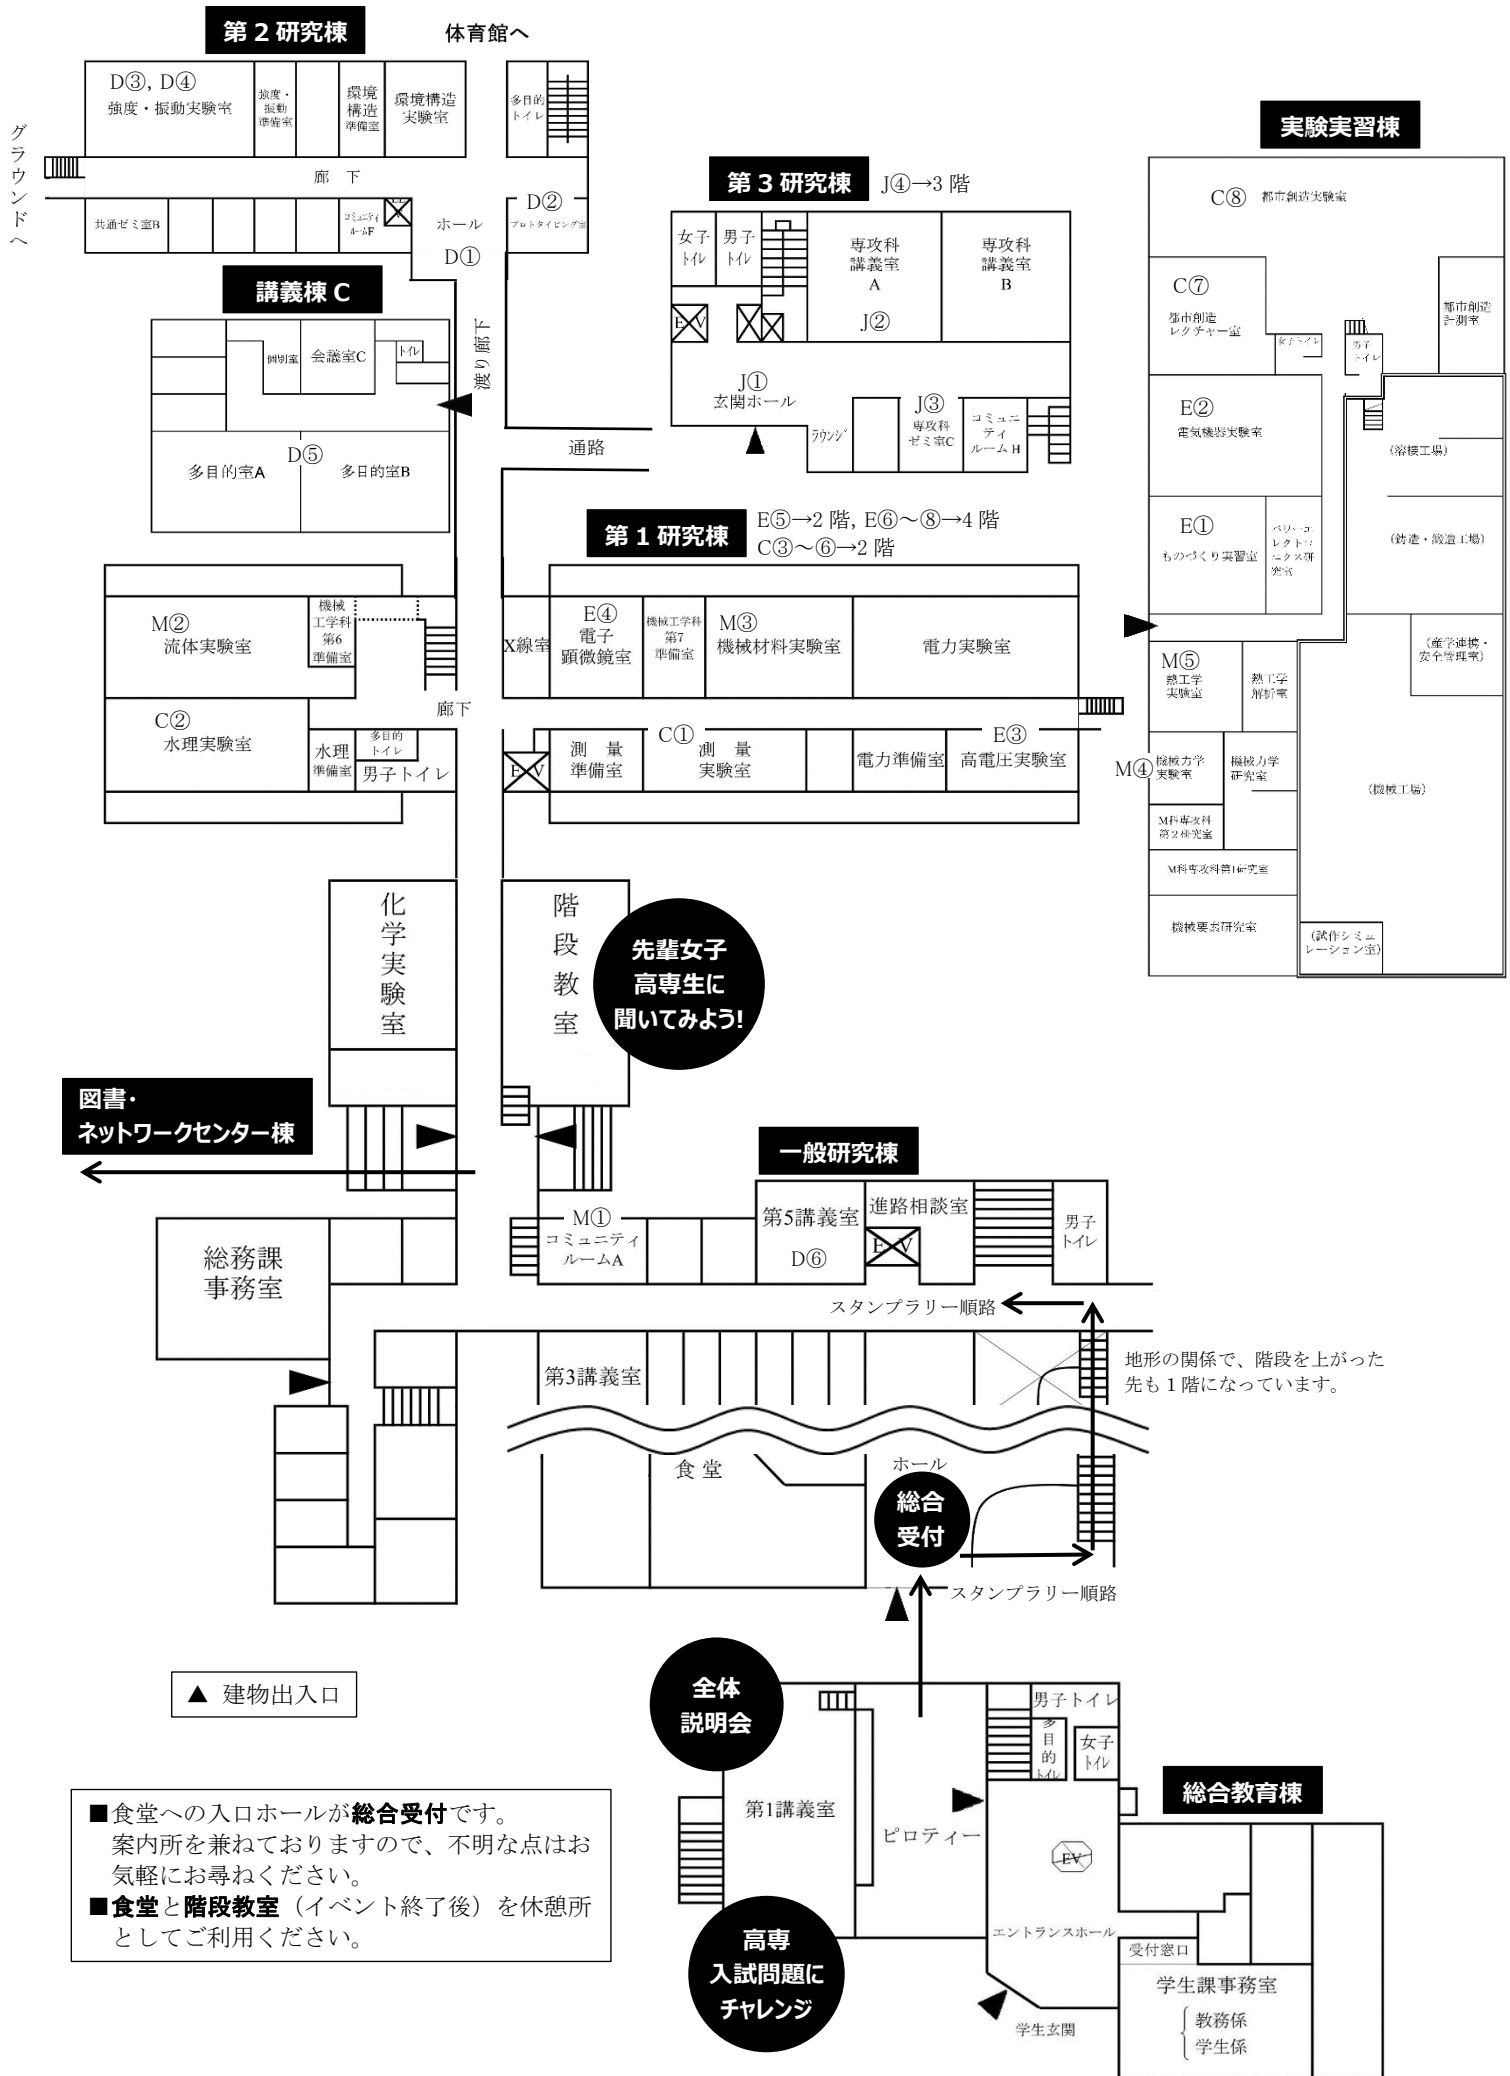 第2研究棟
体育館へ
D③, D④
強度・振動実験室
強度・
振動
準備室
環境
構造
準備室
環境構造
実験室
多目的
トイレ
グラウンドへ
廊 下
共通ゼミ室B
コミュニティ
ルームF
ホール
D①
D②
プロトタイピング室
講義棟 C
個別室
会議室C
トイレ
D⑤
多目的室A
多目的室B
渡り廊下
通路
第3研究棟
J④→3 階
女子
トイレ
男子
トイレ
専攻科
講義室
A
J②
専攻科
講義室
B
EV
J①
玄関ホール
ラウンジ
J③
専攻科
ゼミ室C
コミュニ
ティ
ルーム H
実験実習棟
C⑧ 都市創造実験室
C⑦
都市創造
レクチャー室
女子トイレ
男子
トイレ
都市創造
計測室
E②
電気機器実験室
(溶接工場)
E①
ものづくり実習室
パワーエ
レクトロ
ニクス研
究室
(鋳造・鍛造工場)
(産学連携・
安全管理室)
M⑤
熱工学
実験室
熱工学
解析室
M④
機械力学
実験室
機械力学
研究室
(機械工場)
M科専攻科
第2研究室
M科専攻科第1研究室
機械要素研究室
(試作シミュ
レーション室)
第1研究棟
E⑤→2 階, E⑥～⑧→4 階
C③～⑥→2 階
M②
流体実験室
機械
工学科
第6
準備室
X線室
E④
電子
顕微鏡室
機械工学科
第7
準備室
M③
機械材料実験室
電力実験室
廊下
C②
水理実験室
水理
準備室
多目的
トイレ
男子トイレ
EV
測 量
準備室
C①
測 量
実験室
電力準備室
E③
高電圧実験室
化学実験室
階段教室
先輩女子
高専生に
聞いてみよう!
図書・
ネットワークセンター棟
一般研究棟
総務課
事務室
M①
コミュニティ
ルームA
第5講義室
D⑥
進路相談室
EV
男子
トイレ
スタンプラリー順路
第3講義室
地形の関係で、階段を上がった
先も1階になっています。
食 堂
ホール
総合
受付
スタンプラリー順路
▲ 建物出入口
全体
説明会
男子トイレ
多目的トイレ
女子
トイレ
第1講義室
ピロティー
EV
総合教育棟
■食堂への入口ホールが総合受付です。
案内所を兼ねておりますので、不明な点はお
気軽にお尋ねください。
■食堂と階段教室（イベント終了後）を休憩所
としてご利用ください。
高専
入試問題に
チャレンジ
エントランスホール
受付窓口
学生課事務室
教務係
学生係
学生玄関